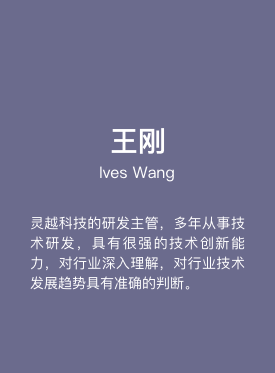 王刚
Ives Wang
灵越科技的研发主管，多年从事技
术研发，具有很强的技术创新能
力，对行业深入理解，对行业技术
发展趋势具有准确的判断。